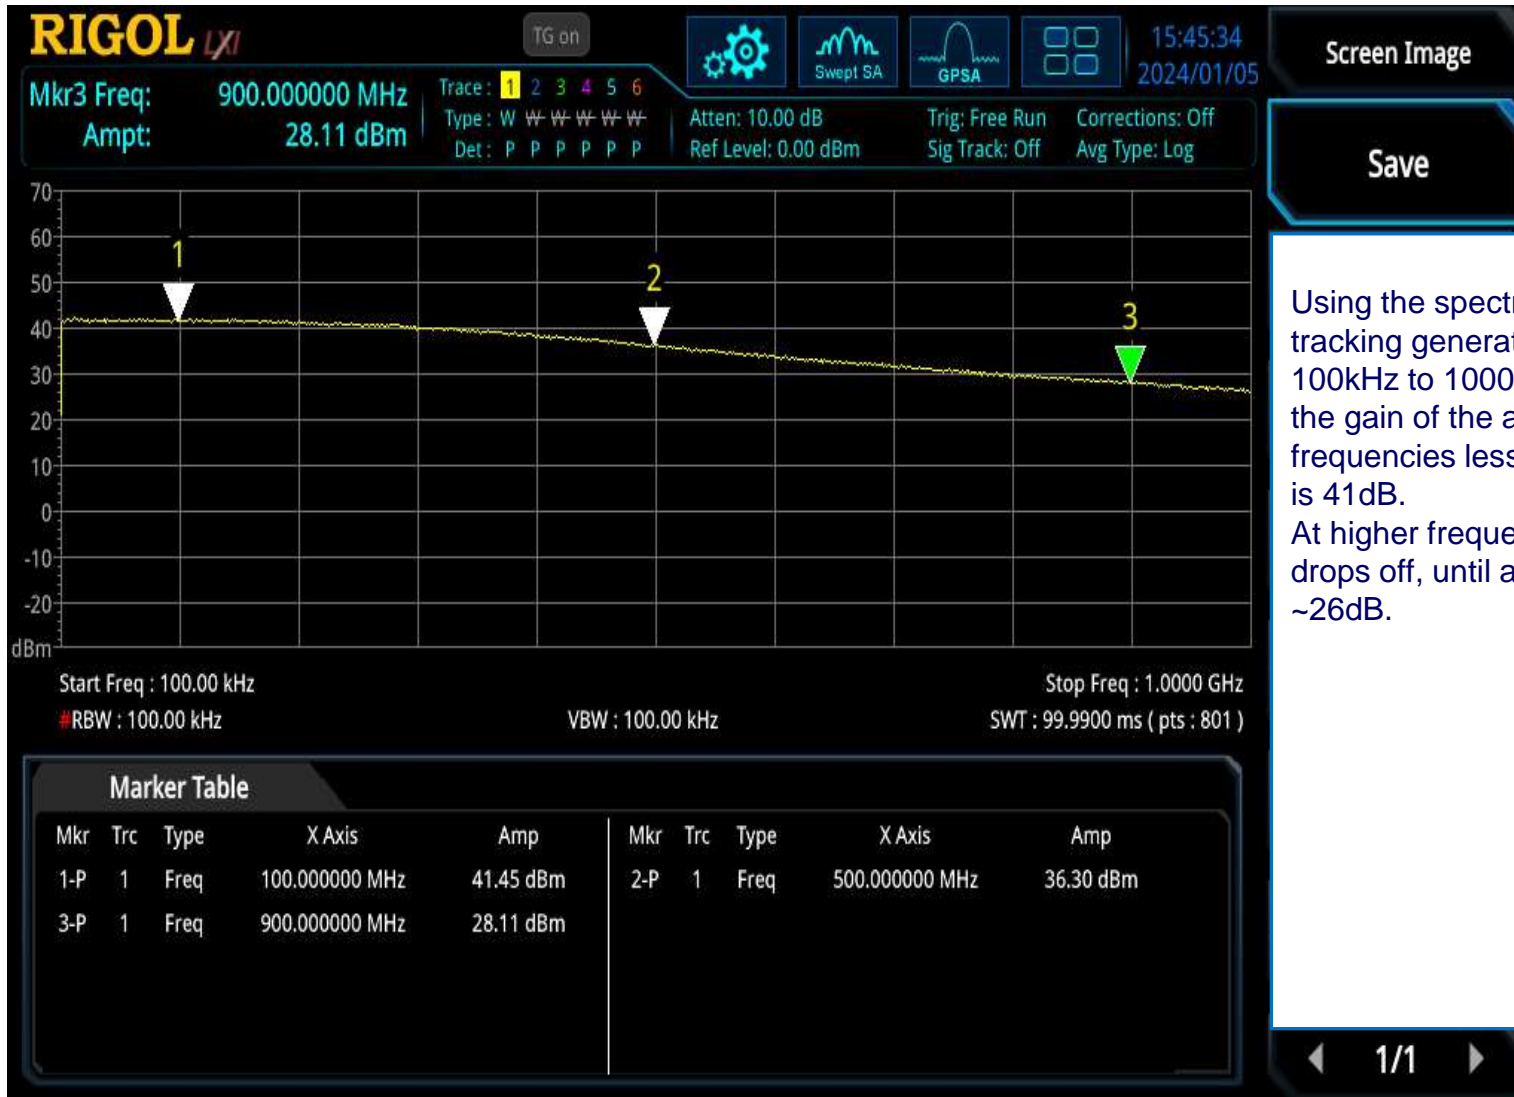 RIGOL LXI
TG on
Swept SA
GPSA
15:45:34
2024/01/05
Mkr3 Freq: 900.000000 MHz
Ampt: 28.11 dBm
Trace: 1 2 3 4 5 6
Type: W W W W W W
Det: P P P P P P
Atten: 10.00 dB
Ref Level: 0.00 dBm
Trig: Free Run
Sig Track: Off
Corrections: Off
Avg Type: Log
70
60
50
40
30
20
10
0
-10
-20
dBm
1
2
3
Start Freq : 100.00 kHz
Stop Freq : 1.0000 GHz
#RBW : 100.00 kHz
VBW : 100.00 kHz
SWT : 99.9900 ms ( pts : 801 )
Marker Table
Mkr Trc Type X Axis Amp Mkr Trc Type X Axis Amp
1-P 1 Freq 100.000000 MHz 41.45 dBm 2-P 1 Freq 500.000000 MHz 36.30 dBm
3-P 1 Freq 900.000000 MHz 28.11 dBm
Screen Image
Save
Using the
tracking
100kHz to 1000
the gain of the
frequencies
is 41dB.
At higher
drops off, until
~26dB.
1/1